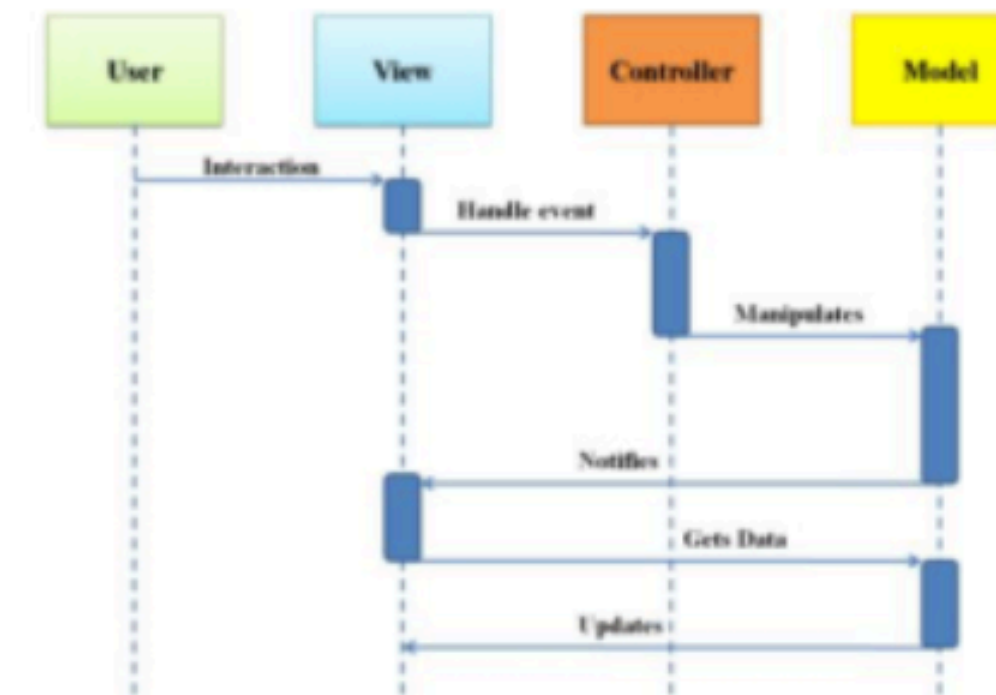 User
View
Controller
Model
Interaction
Handle event
Manipulates
Notifies
Gets Data
Updates